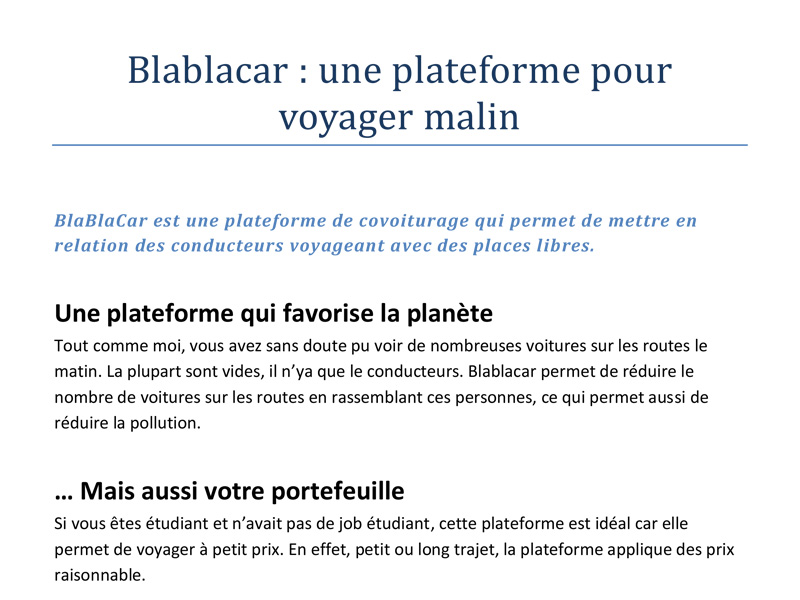 Blablacar : une plateforme pour
voyager malin
BlaBlaCar est une plateforme de covoiturage qui permet de mettre en
relation des conducteurs voyageant avec des places libres.
Une plateforme qui favorise la planète
Tout comme moi, vous avez sans doute pu voir de nombreuses voitures sur les routes le
matin. La plupart sont vides, il n’ya que le conducteurs. Blablacar permet de réduire le
nombre de voitures sur les routes en rassemblant ces personnes, ce qui permet aussi de
réduire la pollution.
... Mais aussi votre portefeuille
Si vous êtes étudiant et n’avait pas de job étudiant, cette plateforme est idéal car elle
permet de voyager à petit prix. En effet, petit ou long trajet, la plateforme applique des prix
raisonnable.